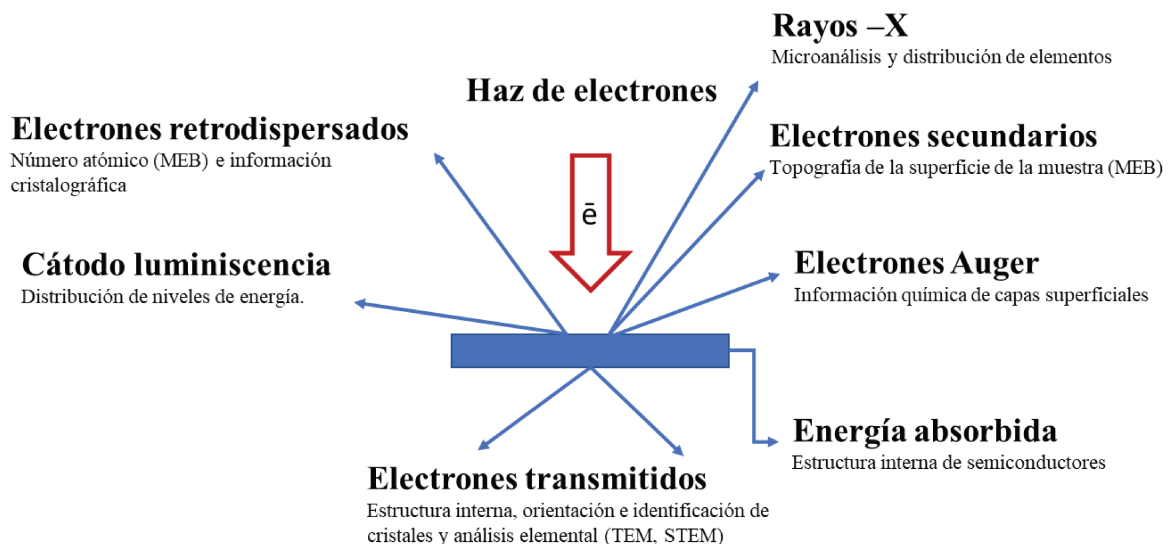 Rayos –X
Microanálisis y distribución de elementos
Haz de electrones
Electrones retrodispersados
Número atómico (MEB) e información
cristalográfica
Electrones secundarios
Topografía de la superficie de la muestra (MEB)
ē
Cátodo luminiscencia
Distribución de niveles de energía.
Electrones Auger
Información química de capas superficiales
Energía absorbida
Estructura interna de semiconductores
Electrones transmitidos
Estructura interna, orientación e identificación de
cristales y análisis elemental (TEM, STEM)